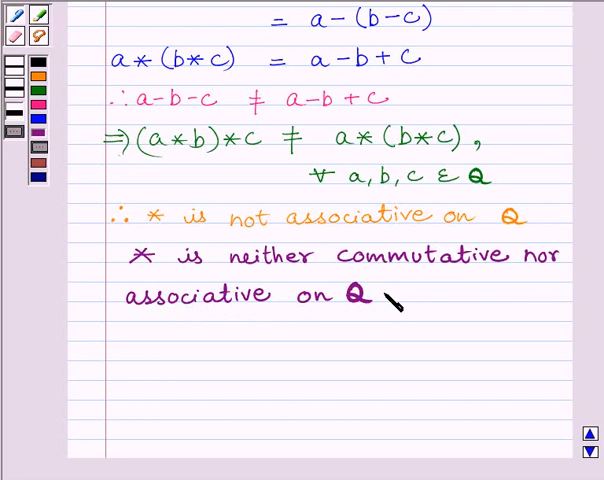 = a-(b-c)
a*(b*c) = a-b+c
∴ a-b-c ≠ a-b+c
⇒ (a*b)*c ≠ a*(b*c),
∀ a,b,c ε Q
∴ * is not associative on Q
* is neither commutative nor
associative on Q